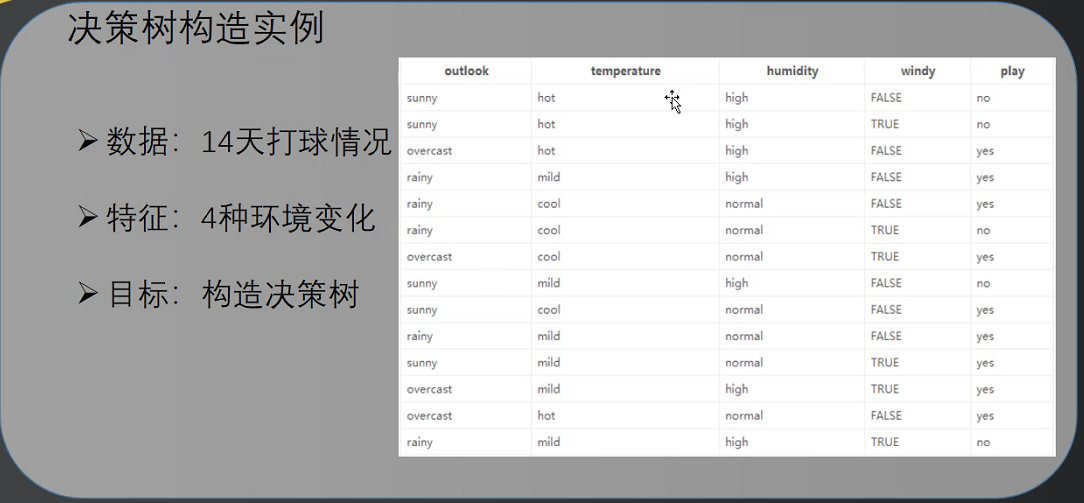 决策树构造实例
➢ 数据：14天打球情况
➢ 特征：4种环境变化
➢ 目标：构造决策树
outlook temperature humidity windy play
sunny hot high FALSE no
sunny hot high TRUE no
overcast hot high FALSE yes
rainy mild high FALSE yes
rainy cool normal FALSE yes
rainy cool normal TRUE no
overcast cool normal TRUE yes
sunny mild high FALSE no
sunny cool normal FALSE yes
rainy mild normal FALSE yes
sunny mild normal TRUE yes
overcast mild high TRUE yes
overcast hot normal FALSE yes
rainy mild high TRUE no